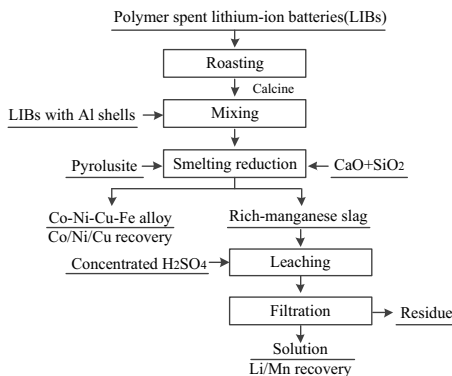 Polymer spent lithium-ion batteries(LIBs)
Roasting
Calcine
LIBs with Al shells
Mixing
Pyrolusite
Smelting reduction
CaO+SiO2
Co-Ni-Cu-Fe alloy
Co/Ni/Cu recovery
Rich-manganese slag
Concentrated H2SO4
Leaching
Filtration
Residue
Solution
Li/Mn recovery